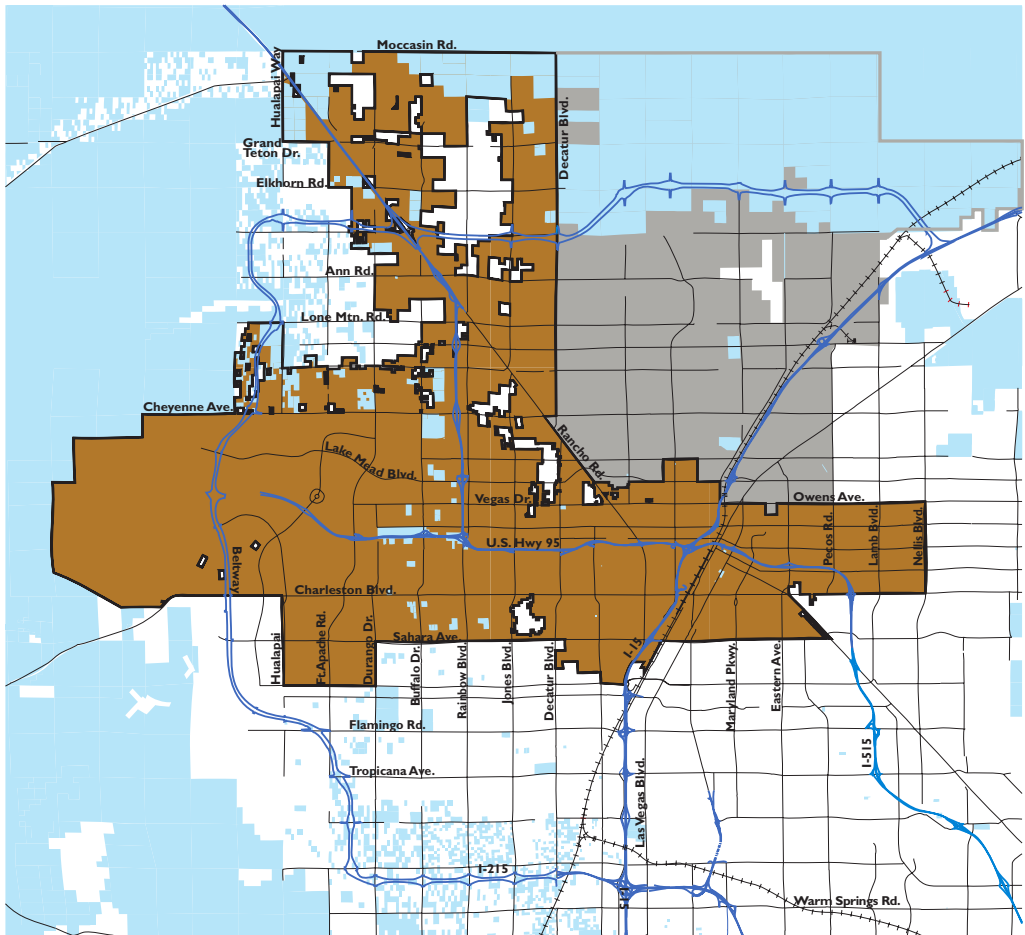 Moccasin Rd.
Hualapai Way
Decatur Blvd.
Grand
Teton Dr.
Elkhorn Rd.
Ann Rd.
Lone Mtn. Rd.
Cheyenne Ave.
Rancho Rd.
Lake Mead Blvd.
Vegas Dr.
Owens Ave.
Pecos Rd.
Lamb Bvld.
Nellis Blvd.
U.S. Hwy 95
Beltway
Charleston Blvd.
Hualapai
Ft.Apache Rd.
Durango Dr.
Sahara Ave.
Buffalo Dr.
Rainbow Blvd.
Jones Blvd.
Decatur Blvd.
I-15
Maryland Pkwy.
Eastern Ave.
Flamingo Rd.
I-515
Tropicana Ave.
Las Vegas Blvd.
I-215
I-15
Warm Springs Rd.